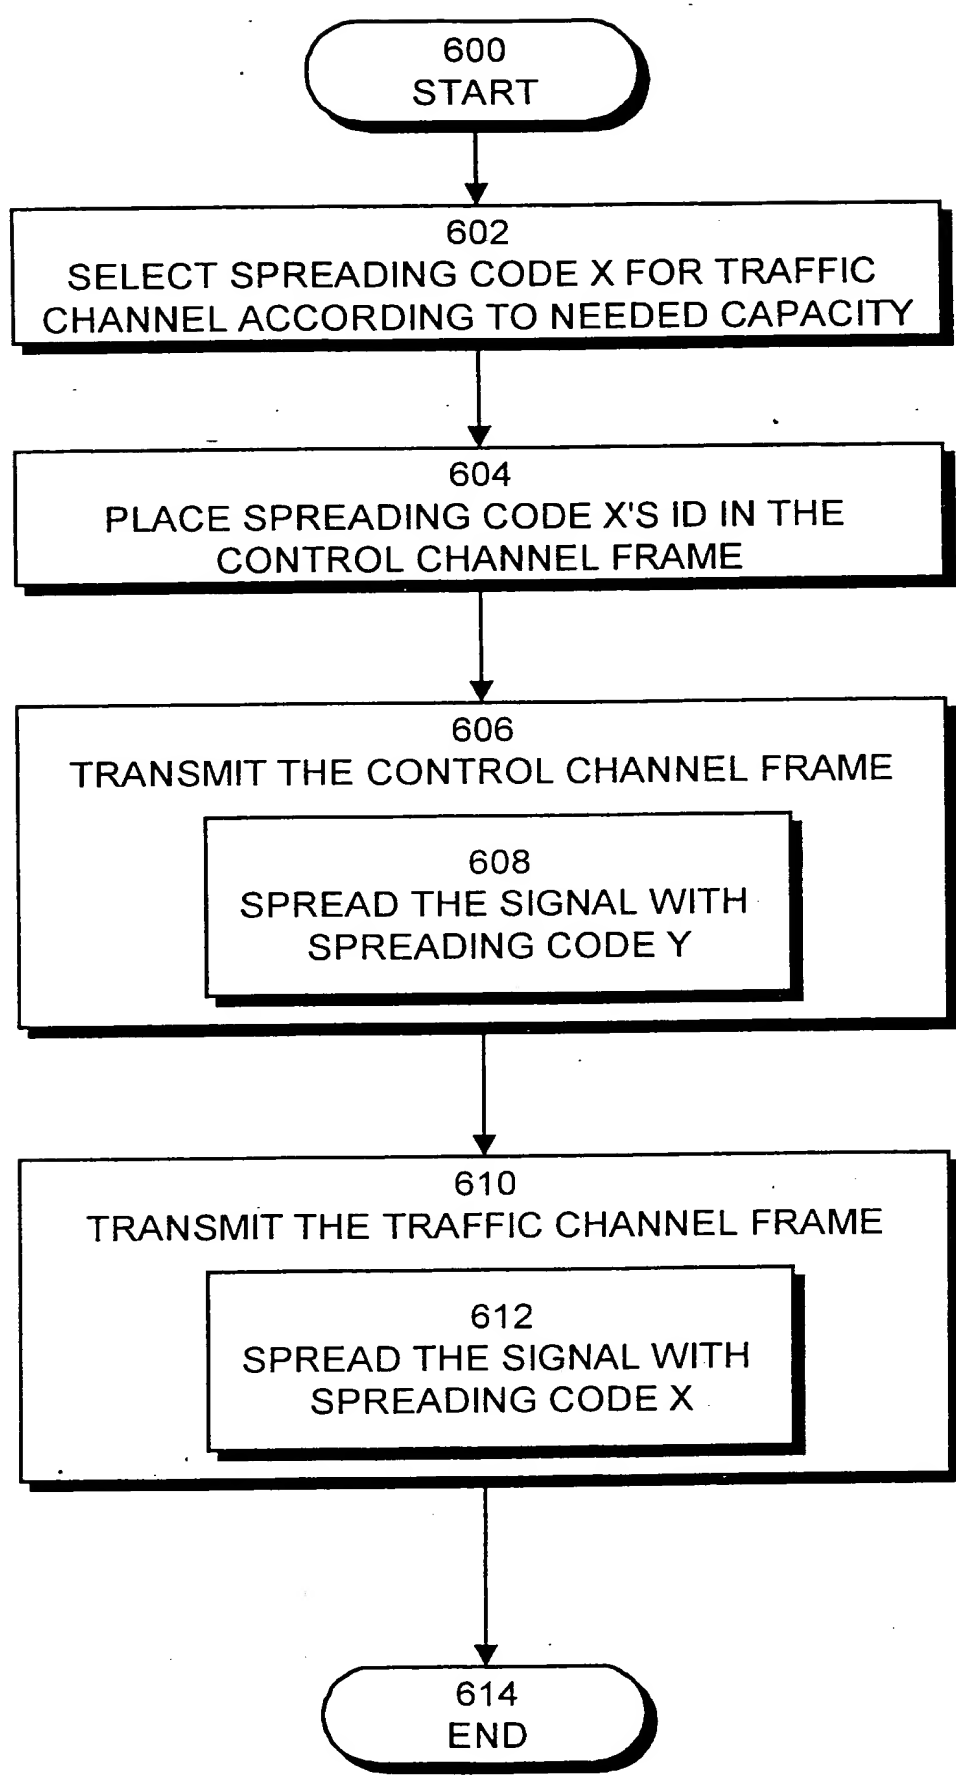 600
START
602
SELECT SPREADING CODE X FOR TRAFFIC
CHANNEL ACCORDING TO NEEDED CAPACITY
604
PLACE SPREADING CODE X'S ID IN THE
CONTROL CHANNEL FRAME
606
TRANSMIT THE CONTROL CHANNEL FRAME
608
SPREAD THE SIGNAL WITH
SPREADING CODE Y
610
TRANSMIT THE TRAFFIC CHANNEL FRAME
612
SPREAD THE SIGNAL WITH
SPREADING CODE X
614
END